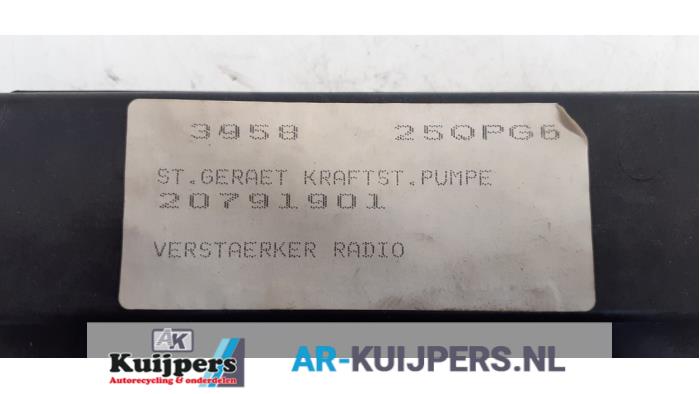 3958 25QPG6
ST.GERAET KRAFTST.PUMPE
20791901
VERSTAERKER RADIO
AK
Kuijpers
Autorecycling & onderdelen
AR-KUIJPERS.NL